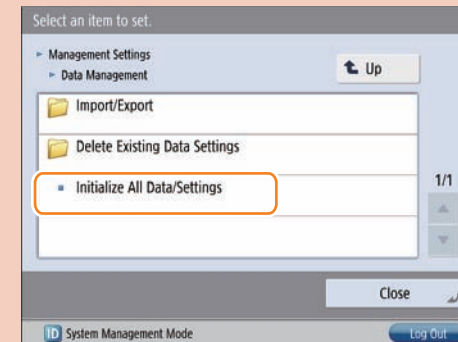 Select an item to set.
Management Settings
Data Management
Up
Import/Export
Delete Existing Data Settings
Initialize All Data/Settings
1/1
Close
ID System Management Mode
Log Out